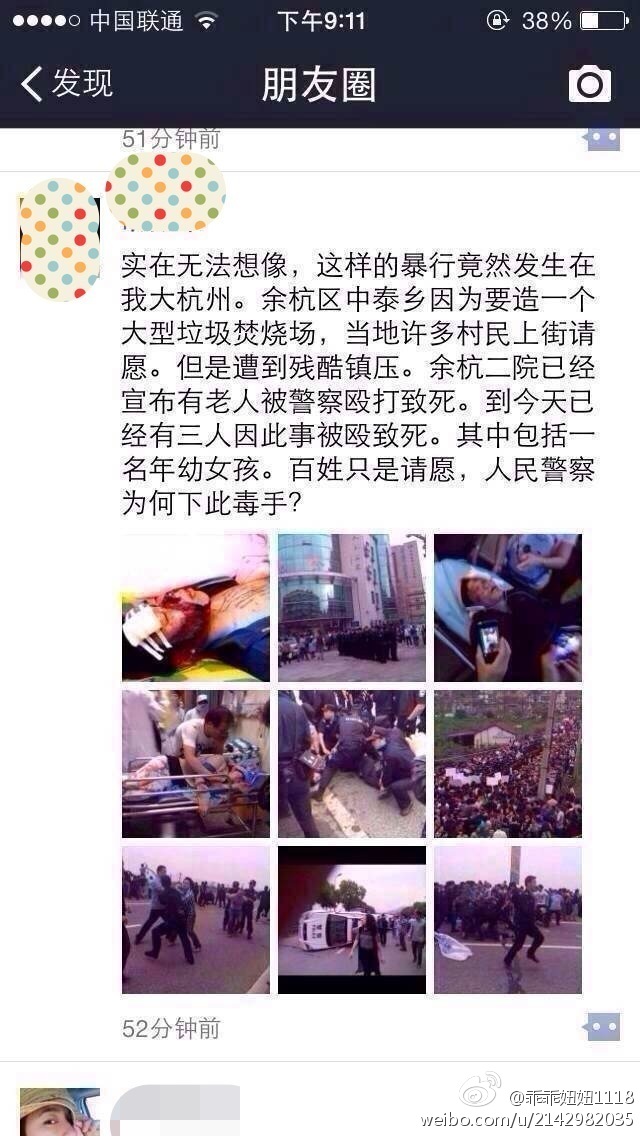 中国联通
下午9:11
38%
发现
朋友圈
51分钟前
实在无法想像，这样的暴行竟然发生在
我大杭州。余杭区中泰乡因为要造一个
大型垃圾焚烧场，当地许多村民上街请
愿。但是遭到残酷镇压。余杭二院已经
宣布有老人被警察殴打致死。到今天已
经有三人因此事被殴致死。其中包括一
名年幼女孩。百姓只是请愿，人民警察
为何下此毒手？
52分钟前
@乖乖妞妞1118
weibo.com/u/2142982035